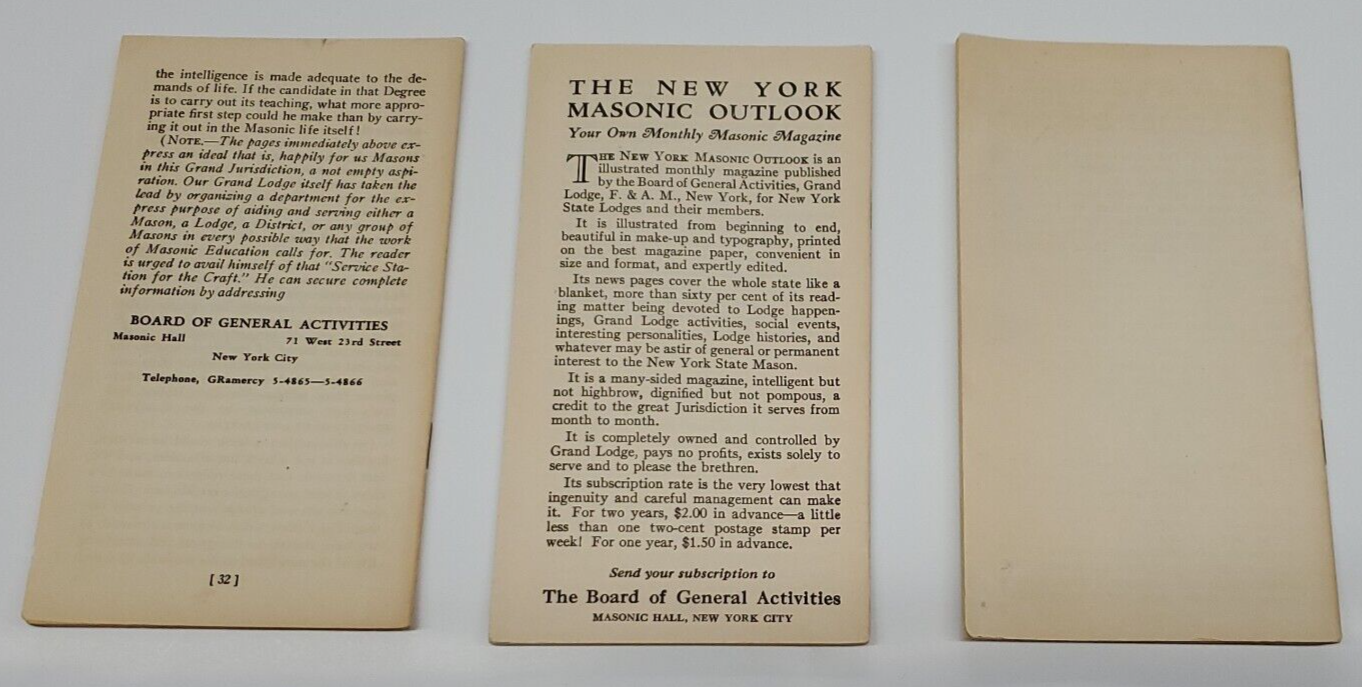 the intelligence is made adequate to the de-
mands of life. If the candidate in that Degree
is to carry out its teaching, what more appro-
priate first step could he make than by carry-
ing it out in the Masonic life itself!
(NOTE.—The pages immediately above ex-
press an ideal that is, happily for us Masons
in this Grand Jurisdiction, a not empty aspi-
ration. Our Grand Lodge itself has taken the
lead by organizing a department for the ex-
press purpose of aiding and serving either a
Mason, a Lodge, a District, or any group of
Masons in every possible way that the work
of Masonic Education calls for. The reader
is urged to avail himself of that "Service Sta-
tion for the Craft." He can secure complete
information by addressing
BOARD OF GENERAL ACTIVITIES
Masonic Hall 71 West 23rd Street
New York City
Telephone, GRamercy 5-4865—5-4866
[ 32 ]
THE NEW YORK
MASONIC OUTLOOK
Your Own Monthly Masonic Magazine
THE NEW YORK MASONIC OUTLOOK is an
illustrated monthly magazine published
by the Board of General Activities, Grand
Lodge, F. & A. M., New York, for New York
State Lodges and their members.
It is illustrated from beginning to end,
beautiful in make-up and typography, printed
on the best magazine paper, convenient in
size and format, and expertly edited.
Its news pages cover the whole state like a
blanket, more than sixty per cent of its read-
ing matter being devoted to Lodge happen-
ings, Grand Lodge activities, social events,
interesting personalities, Lodge histories, and
whatever may be astir of general or permanent
interest to the New York State Mason.
It is a many-sided magazine, intelligent but
not highbrow, dignified but not pompous, a
credit to the great Jurisdiction it serves from
month to month.
It is completely owned and controlled by
Grand Lodge, pays no profits, exists solely to
serve and to please the brethren.
Its subscription rate is the very lowest that
ingenuity and careful management can make
it. For two years, $2.00 in advance—a little
less than one two-cent postage stamp per
week! For one year, $1.50 in advance.
Send your subscription to
The Board of General Activities
MASONIC HALL, NEW YORK CITY